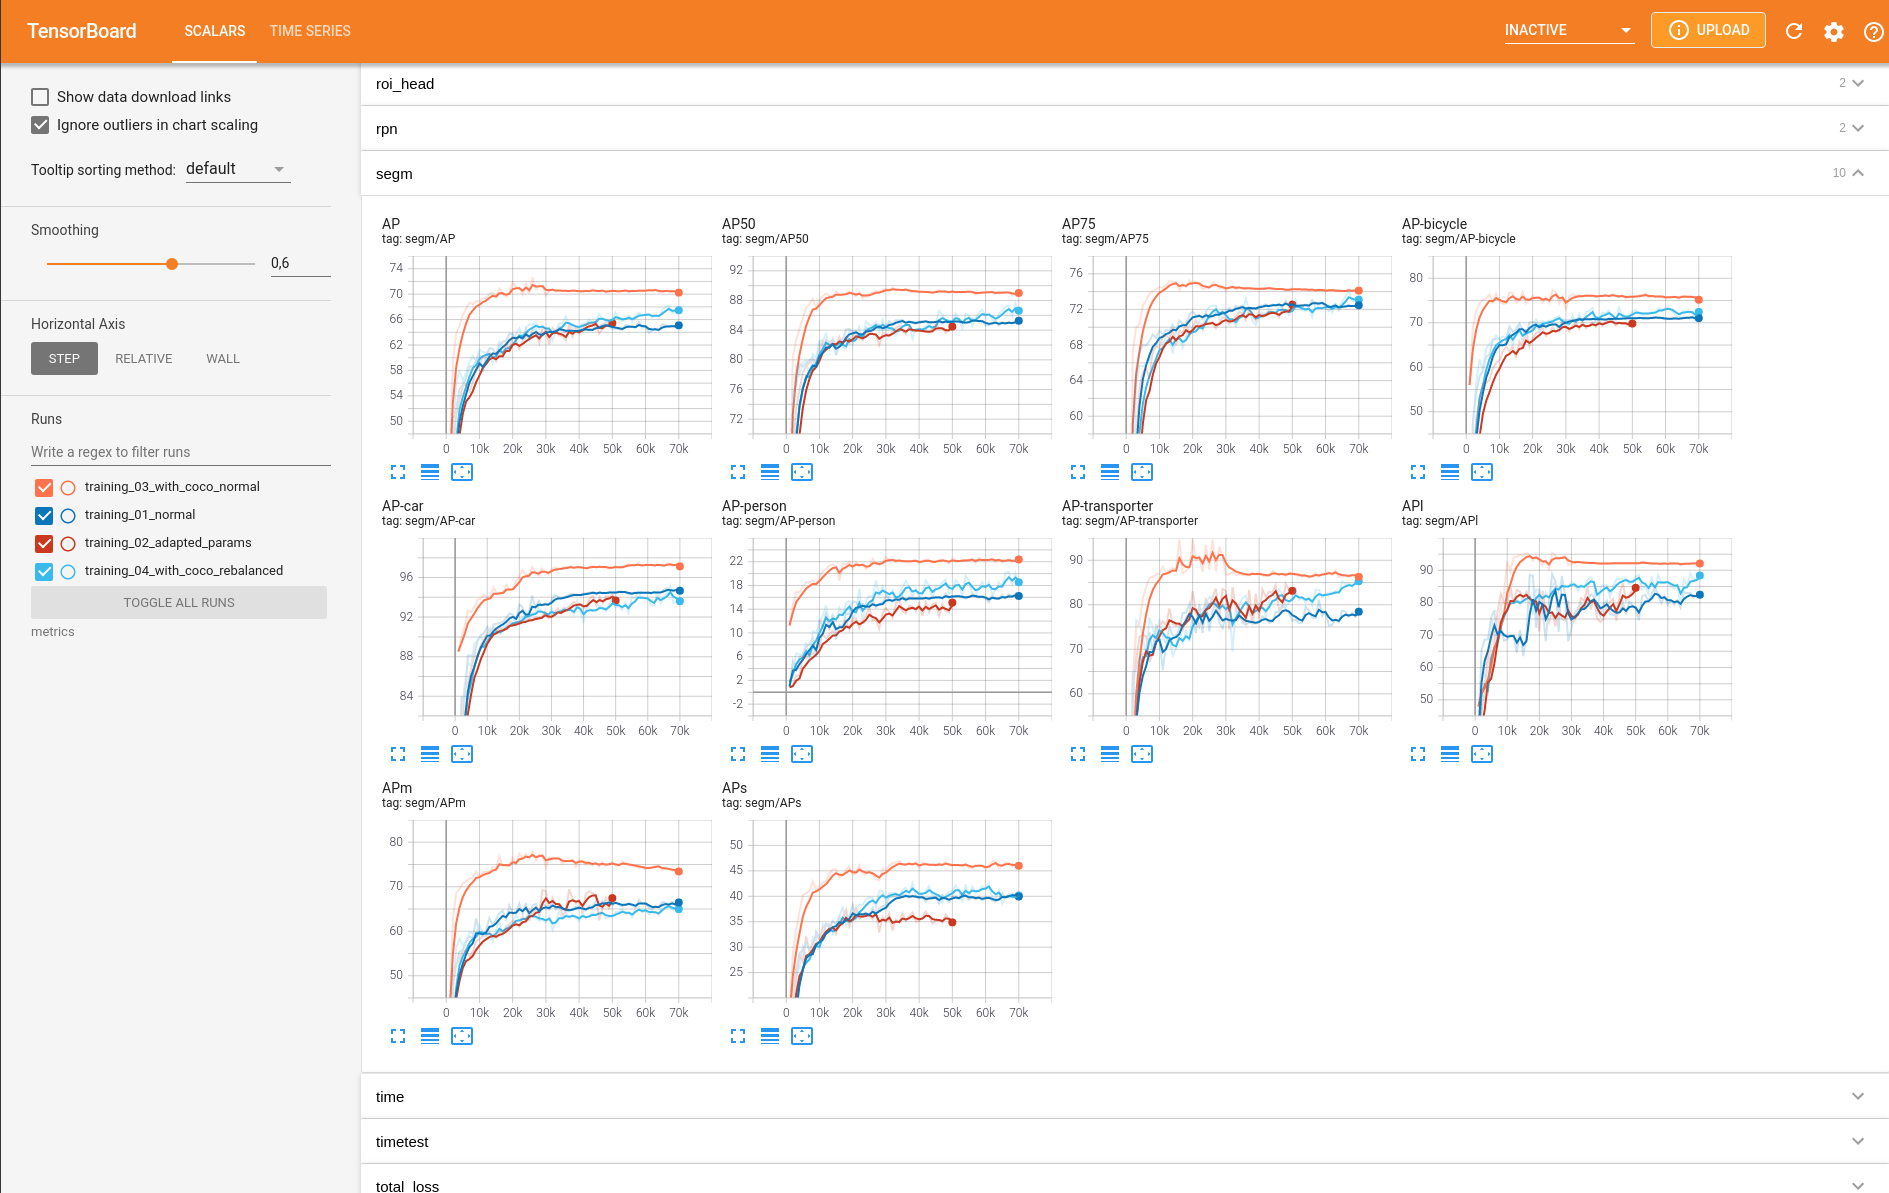 TensorBoard
SCALARS
TIME SERIES
INACTIVE
UPLOAD
Show data download links
Ignore outliers in chart scaling
Tooltip sorting method: default
Smoothing
0,6
Horizontal Axis
STEP RELATIVE WALL
Runs
Write a regex to filter runs
training_03_with_coco_normal
training_01_normal
training_02_adapted_params
training_04_with_coco_rebalanced
TOGGLE ALL RUNS
metrics
roi_head 2
rpn 2
segm 10
AP
tag: segm/AP
74
70
66
62
58
54
50
0 10k 20k 30k 40k 50k 60k 70k
AP50
tag: segm/AP50
92
88
84
80
76
72
0 10k 20k 30k 40k 50k 60k 70k
AP75
tag: segm/AP75
76
72
68
64
60
0 10k 20k 30k 40k 50k 60k 70k
AP-bicycle
tag: segm/AP-bicycle
80
70
60
50
0 10k 20k 30k 40k 50k 60k 70k
AP-car
tag: segm/AP-car
96
92
88
84
0 10k 20k 30k 40k 50k 60k 70k
AP-person
tag: segm/AP-person
22
18
14
10
6
2
-2
0 10k 20k 30k 40k 50k 60k 70k
AP-transporter
tag: segm/AP-transporter
90
80
70
60
0 10k 20k 30k 40k 50k 60k 70k
APl
tag: segm/APl
90
80
70
60
50
0 10k 20k 30k 40k 50k 60k 70k
APm
tag: segm/APm
80
70
60
50
0 10k 20k 30k 40k 50k 60k 70k
APs
tag: segm/APs
50
45
40
35
30
25
0 10k 20k 30k 40k 50k 60k 70k
time
timetest
total_loss